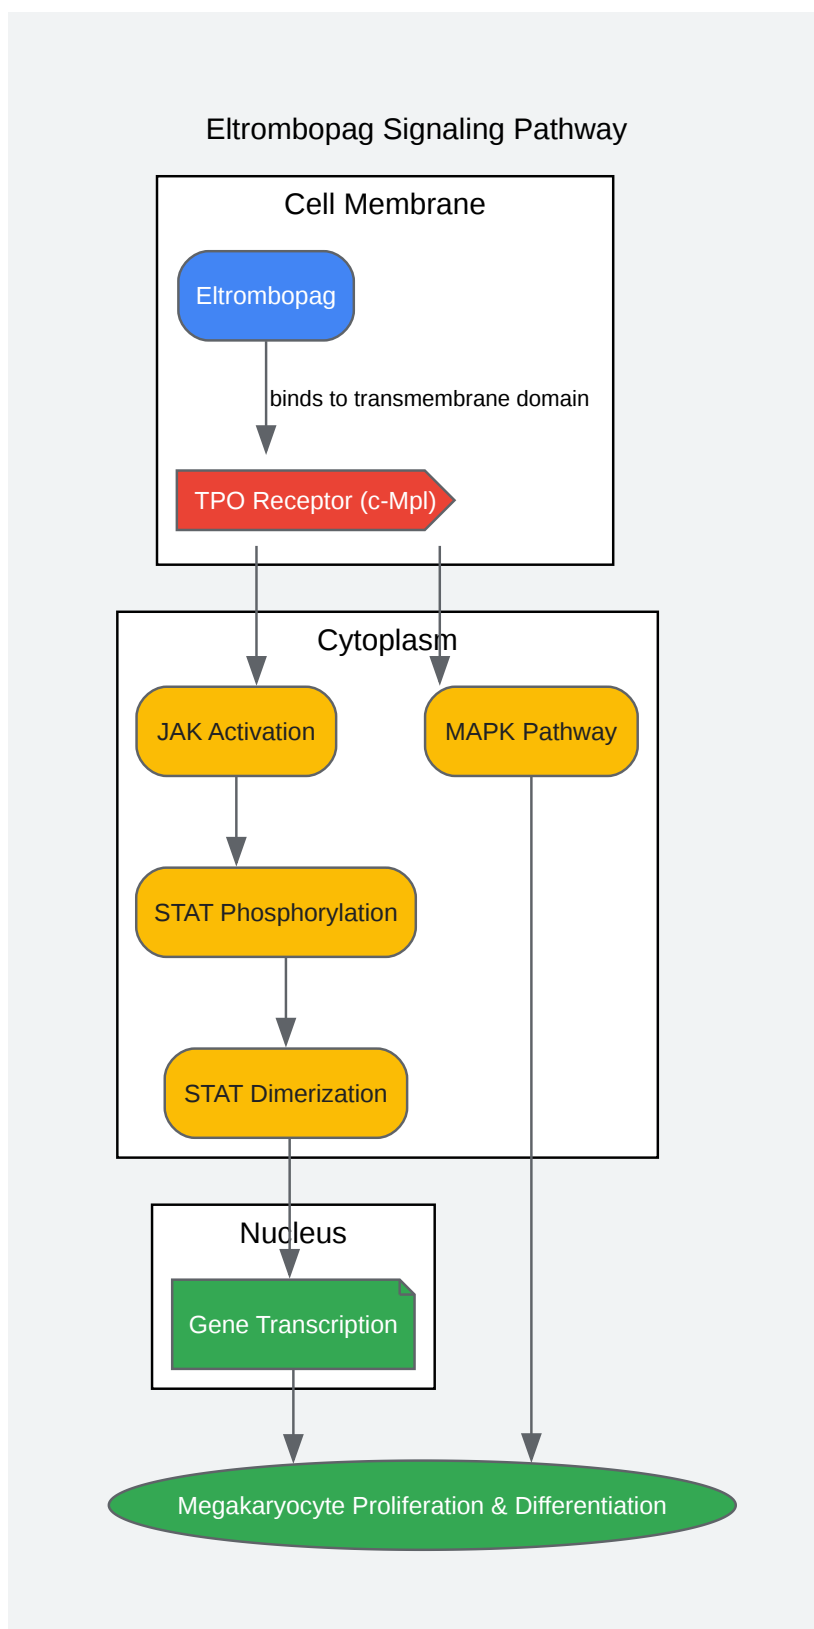 Eltrombopag Signaling Pathway
Cell Membrane
Eltrombopag
binds to transmembrane domain
TPO Receptor (c-Mpl)
Cytoplasm
JAK Activation
MAPK Pathway
STAT Phosphorylation
STAT Dimerization
Nucleus
Gene Transcription
Megakaryocyte Proliferation & Differentiation